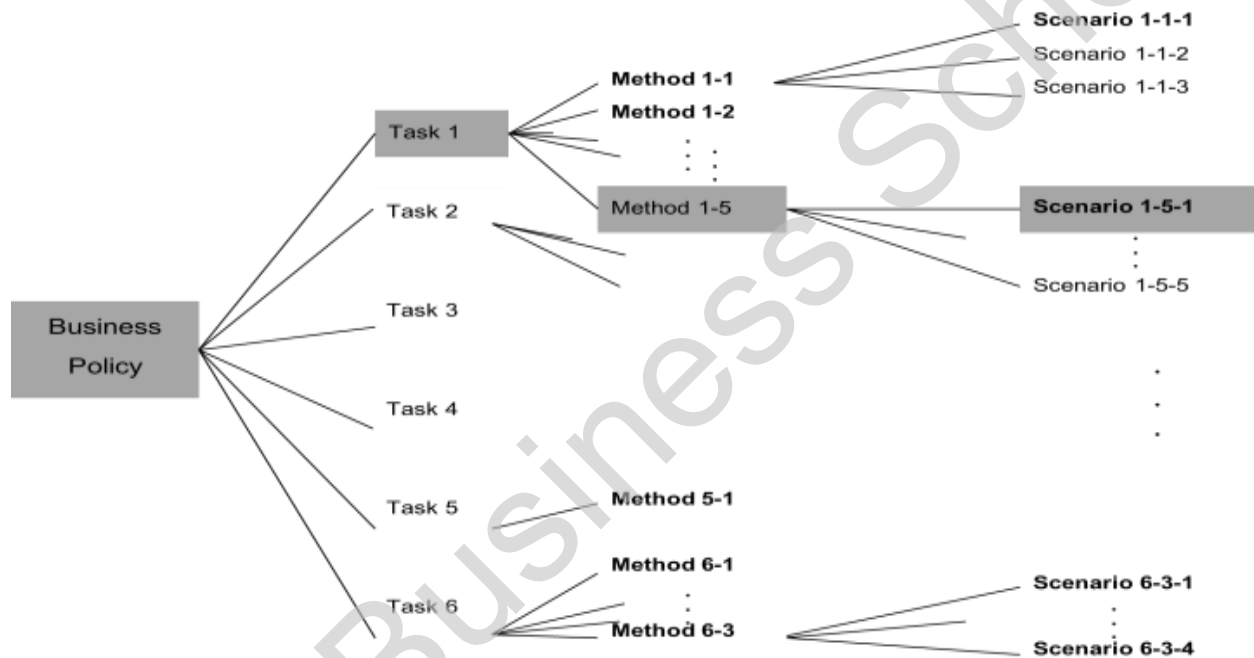 Business
Policy
Task 1
Task 2
Task 3
Task 4
Task 5
Task 6
Method 1-1
Method 1-2
Method 1-5
Method 5-1
Method 6-1
Method 6-3
Scenario 1-1-1
Scenario 1-1-2
Scenario 1-1-3
Scenario 1-5-1
Scenario 1-5-5
Scenario 6-3-1
Scenario 6-3-4
Business